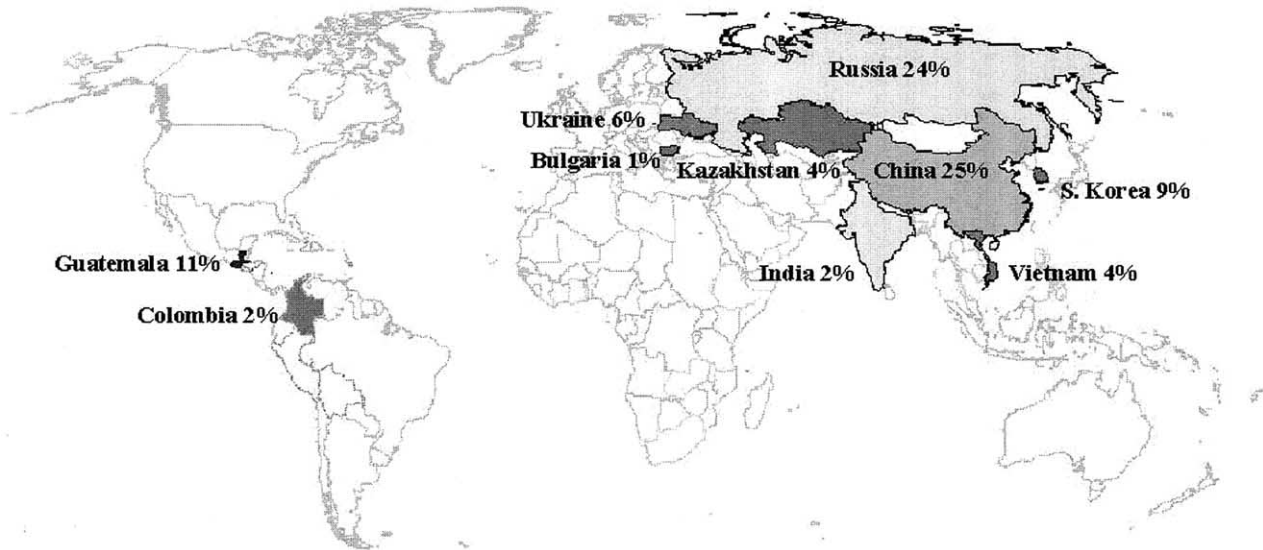 Russia 24%
Ukraine 6%
Bulgaria 1%
Kazakhstan 4%
China 25%
S. Korea 9%
Guatemala 11%
India 2%
Vietnam 4%
Colombia 2%